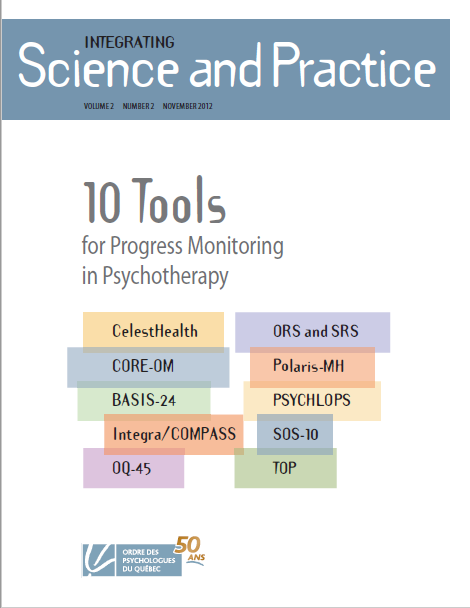 INTEGRATING
Science and Practice
VOLUME 2 NUMBER 2 NOVEMBER 2012
10 Tools
for Progress Monitoring
in Psychotherapy
CelestHealth
CORE-OM
BASIS-24
Integra/COMPASS
OQ-45
ORS and SRS
Polaris-MH
PSYCHLOPS
SOS-10
TOP
ORDRE DES
PSYCHOLOGUES
DU QUÉBEC
50
ANS